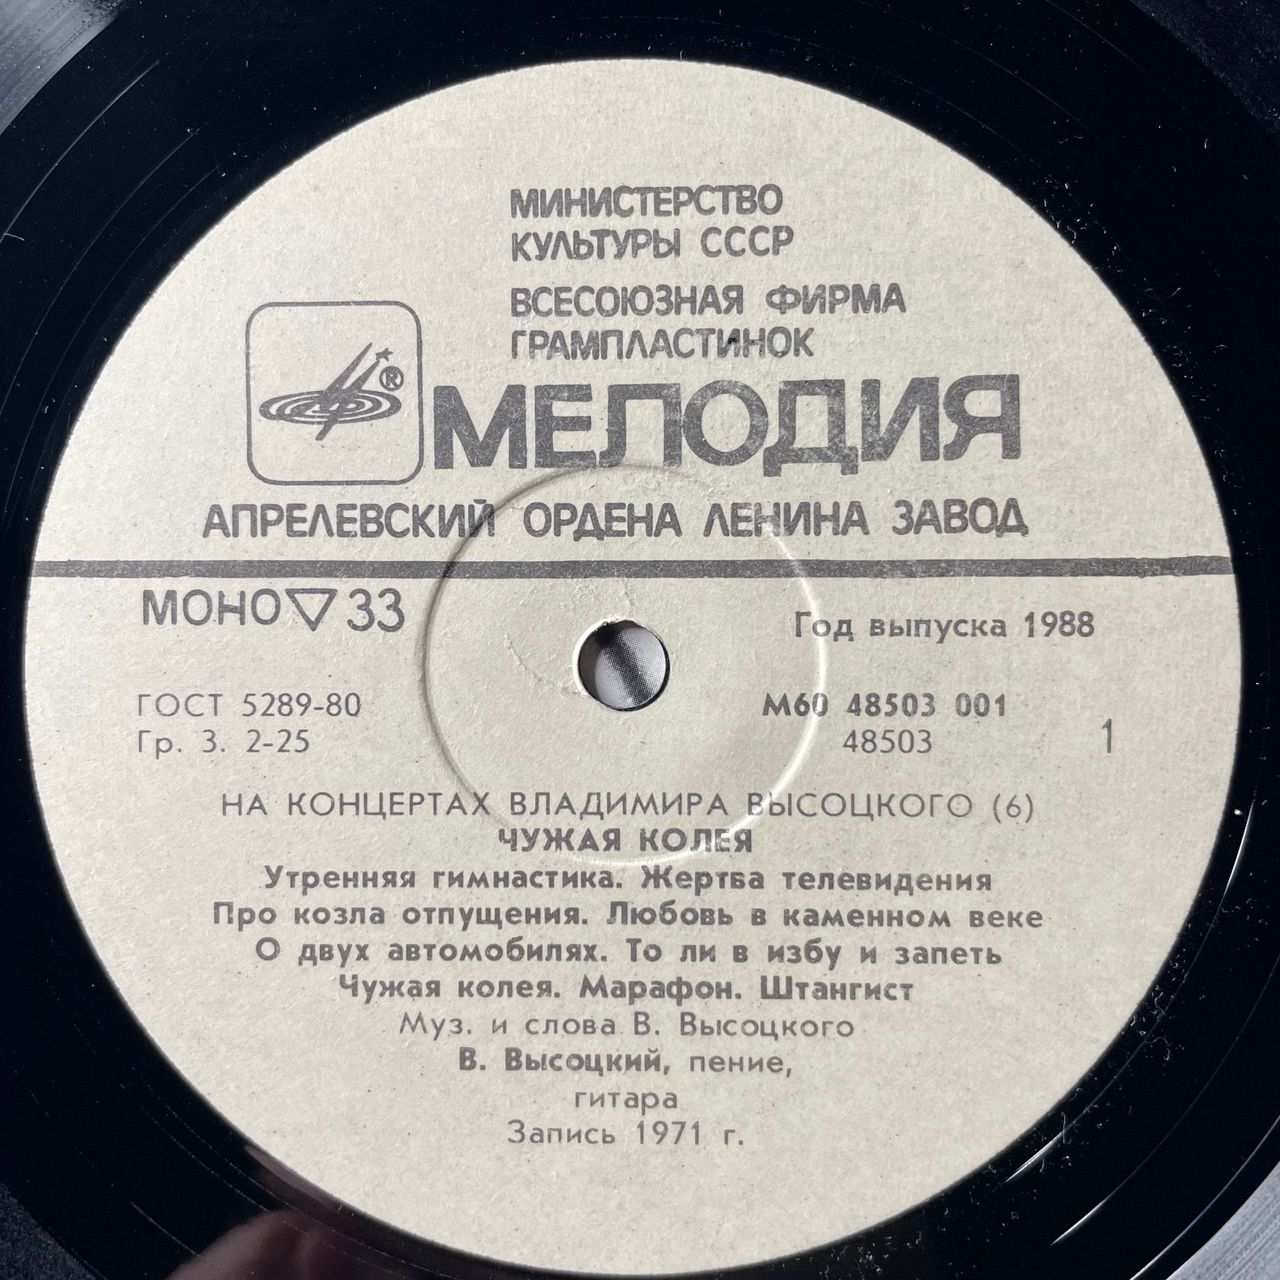 МИНИСТЕРСТВО
КУЛЬТУРЫ СССР
ВСЕСОЮЗНАЯ ФИРМА
ГРАМПЛАСТИНОК
®
МЕЛОДИЯ
АПРЕЛЕВСКИЙ ОРДЕНА ЛЕНИНА ЗАВОД
МОНО ▽ 33
Год выпуска 1988
ГОСТ 5289-80
М60 48503 001
Гр. 3. 2-25
48503
1
НА КОНЦЕРТАХ ВЛАДИМИРА ВЫСОЦКОГО (6)
ЧУЖАЯ КОЛЕЯ
Утренняя гимнастика. Жертва телевидения
Про козла отпущения. Любовь в каменном веке
О двух автомобилях. То ли в избу и запеть
Чужая колея. Марафон. Штангист
Муз. и слова В. Высоцкого
В. Высоцкий, пение,
гитара
Запись 1971 г.